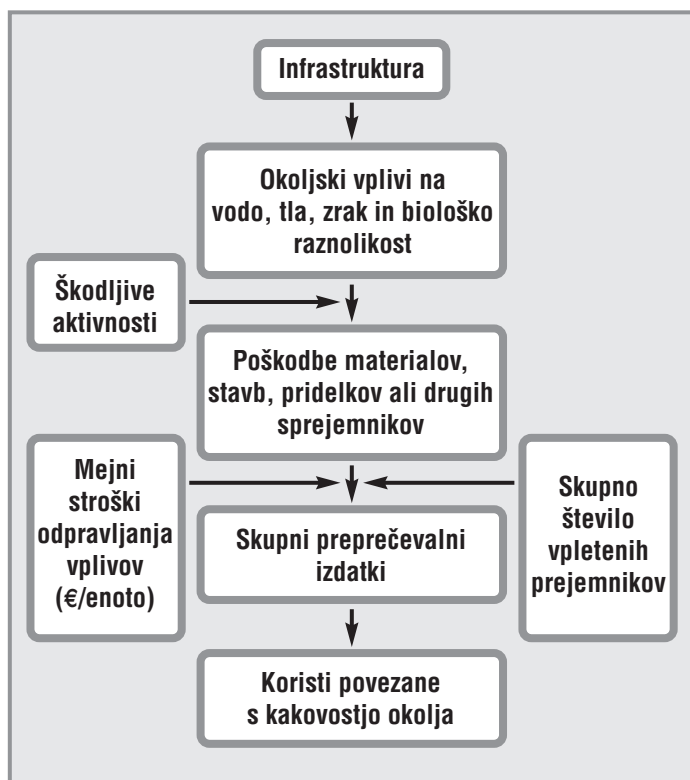 Infrastruktura
Okoljski vplivi na
vodo, tla, zrak in biološko
raznolikost
Škodljive
aktivnosti
Poškodbe materialov,
stavb, pridelkov ali drugih
sprejemnikov
Mejni
stroški
odpravljanja
vplivov
(€/enoto)
Skupni preprečevalni
izdatki
Skupno
število
vpletenih
prejemnikov
Koristi povezane
s kakovostjo okolja